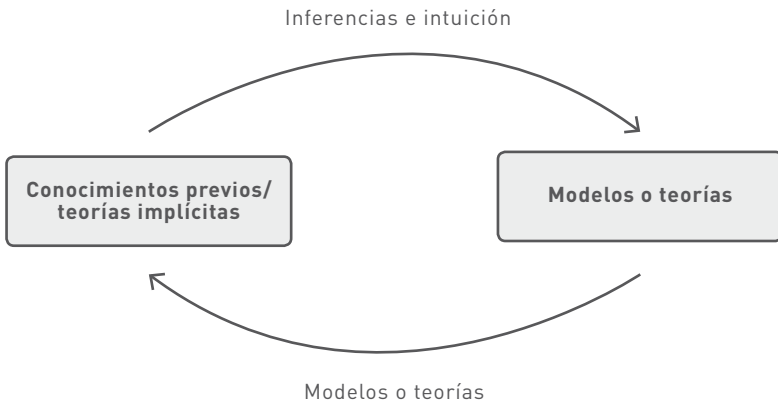 Inferencias e intuición
Conocimientos previos/
teorías implícitas
Modelos o teorías
Modelos o teorías